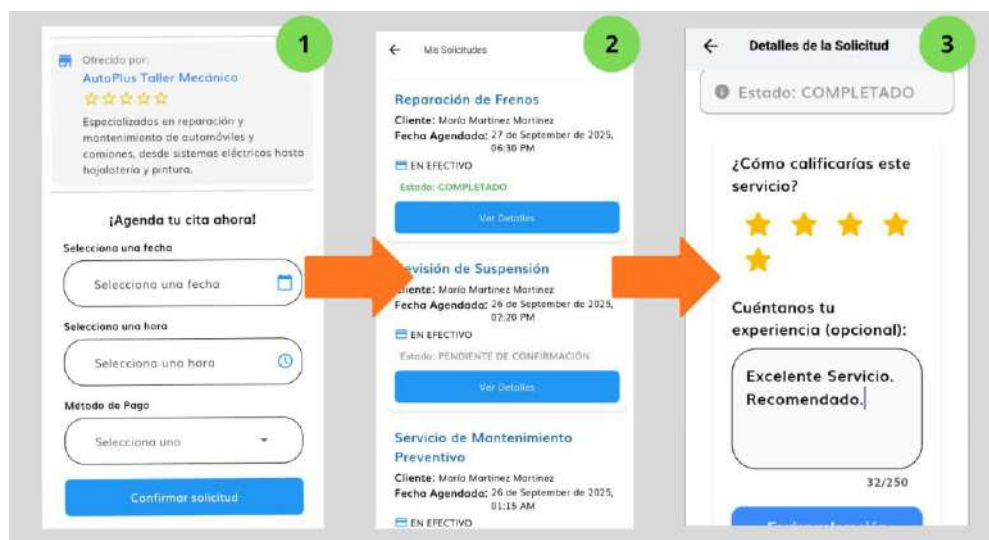 1
Ofrecido por:
AutoPlus Taller Mecánico
Especializados en reparación y
mantenimiento de automóviles y
camiones, desde sistemas eléctricos hasta
hojalatería y pintura.
¡Agenda tu cita ahora!
Selecciona una fecha
Selecciona una fecha
Selecciona una hora
Selecciona una hora
Método de Pago
Selecciona uno
Confirmar solicitud
2
Mis Solicitudes
Reparación de Frenos
Cliente: María Martinez Martinez
Fecha Agendada: 27 de September de 2025,
06:30 PM
EN EFECTIVO
Estado: COMPLETADO
Ver Detalles
Revisión de Suspensión
Cliente: María Martinez Martinez
Fecha Agendada: 26 de September de 2025,
02:20 PM
EN EFECTIVO
Estado: PENDIENTE DE CONFIRMACIÓN
Ver Detalles
Servicio de Mantenimiento
Preventivo
Cliente: María Martinez Martinez
Fecha Agendada: 26 de September de 2025,
01:15 AM
EN EFECTIVO
3
Detalles de la Solicitud
Estado: COMPLETADO
¿Cómo calificarías este
servicio?
Cuéntanos tu
experiencia (opcional):
Excelente Servicio.
Recomendado.
32/250